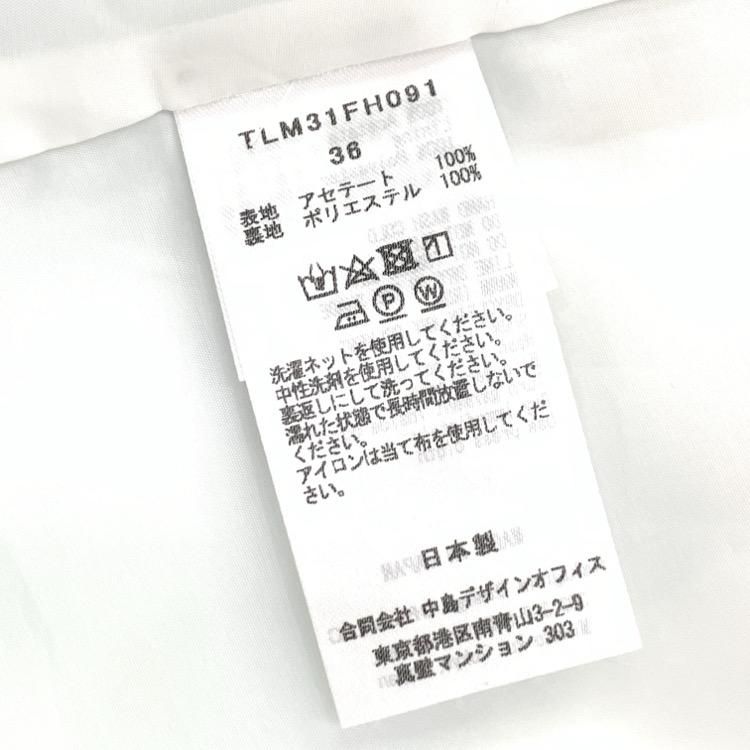 TLM31FH091
36
表地 アセテート 100%
裏地 ポリエステル 100%
P W
洗濯ネットを使用してください。
中性洗剤を使用してください。
裏返しにして洗ってください。
濡れた状態で長時間放置しないで
ください。
アイロンは当て布を使用してくだ
さい。
日本製
合同会社 中島デザインオフィス
東京都港区南青山3-2-9
真壁マンション 303